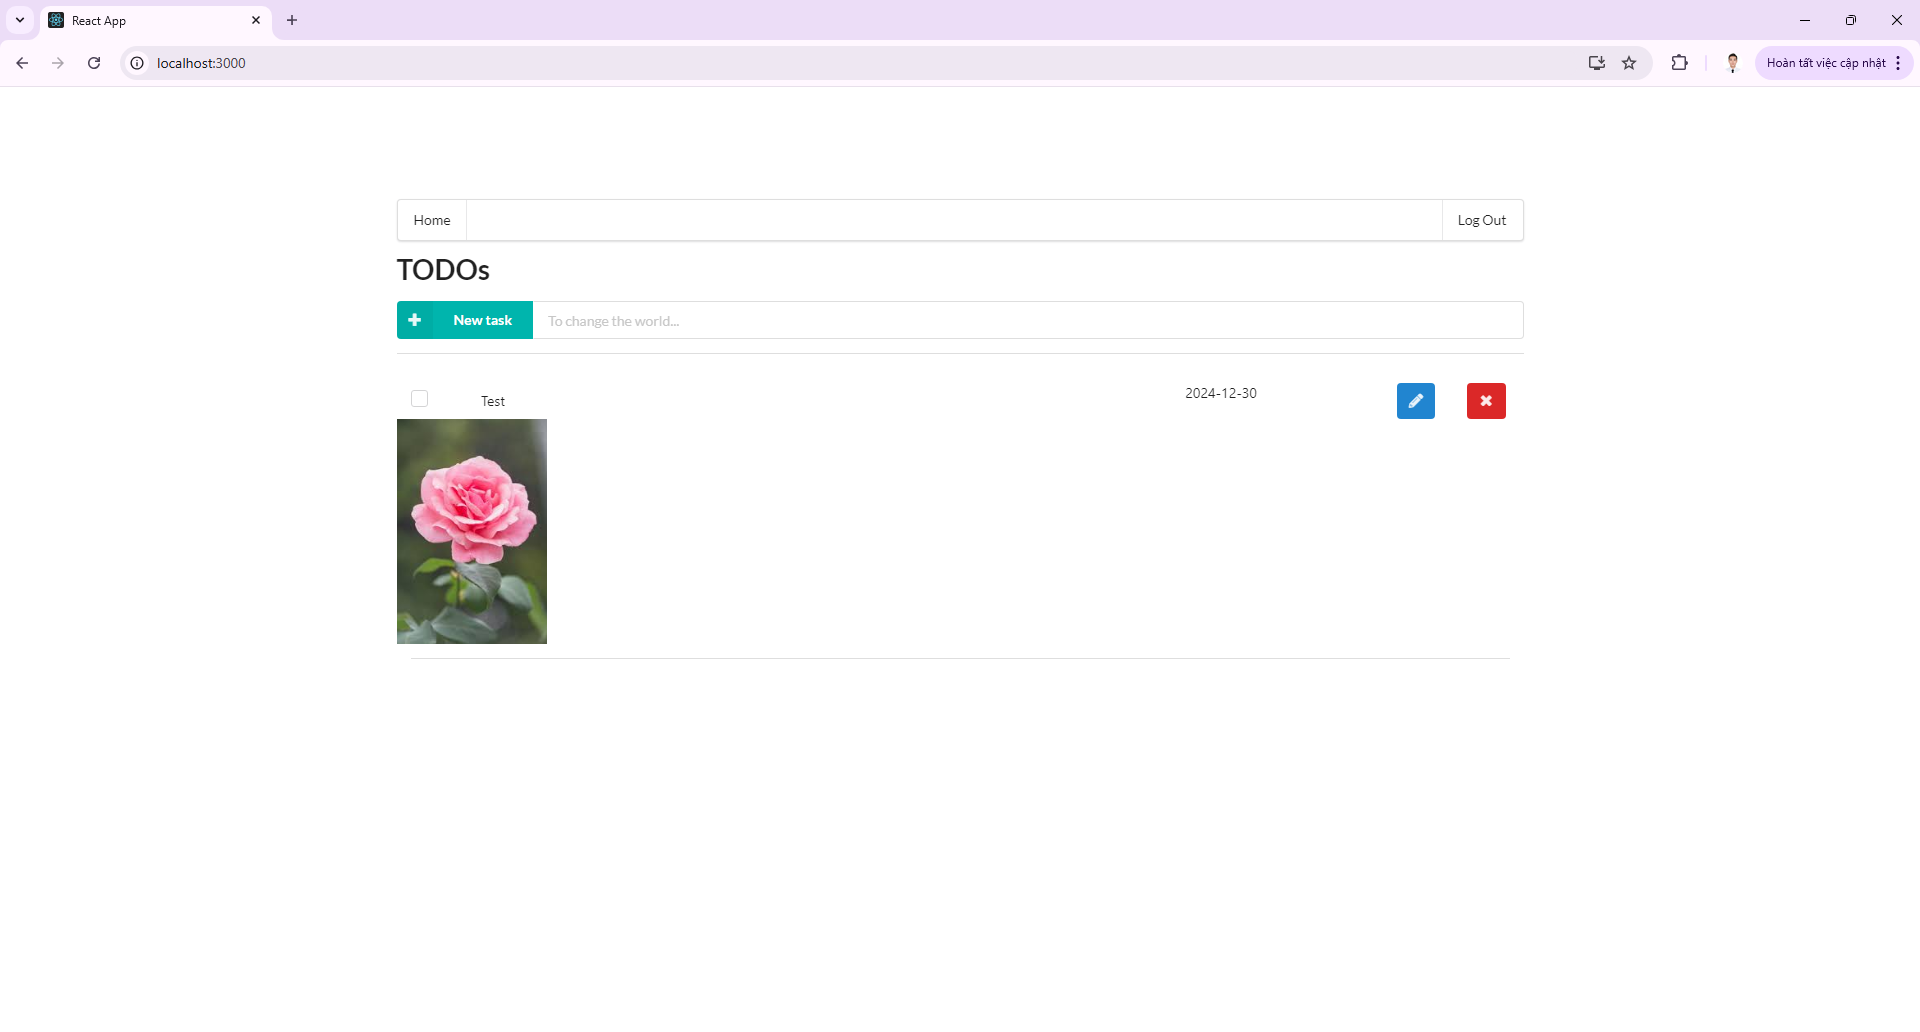 React App
localhost:3000
Hoàn tất việc cập nhật
Home
Log Out
TODOs
New task
To change the world...
Test
2024-12-30